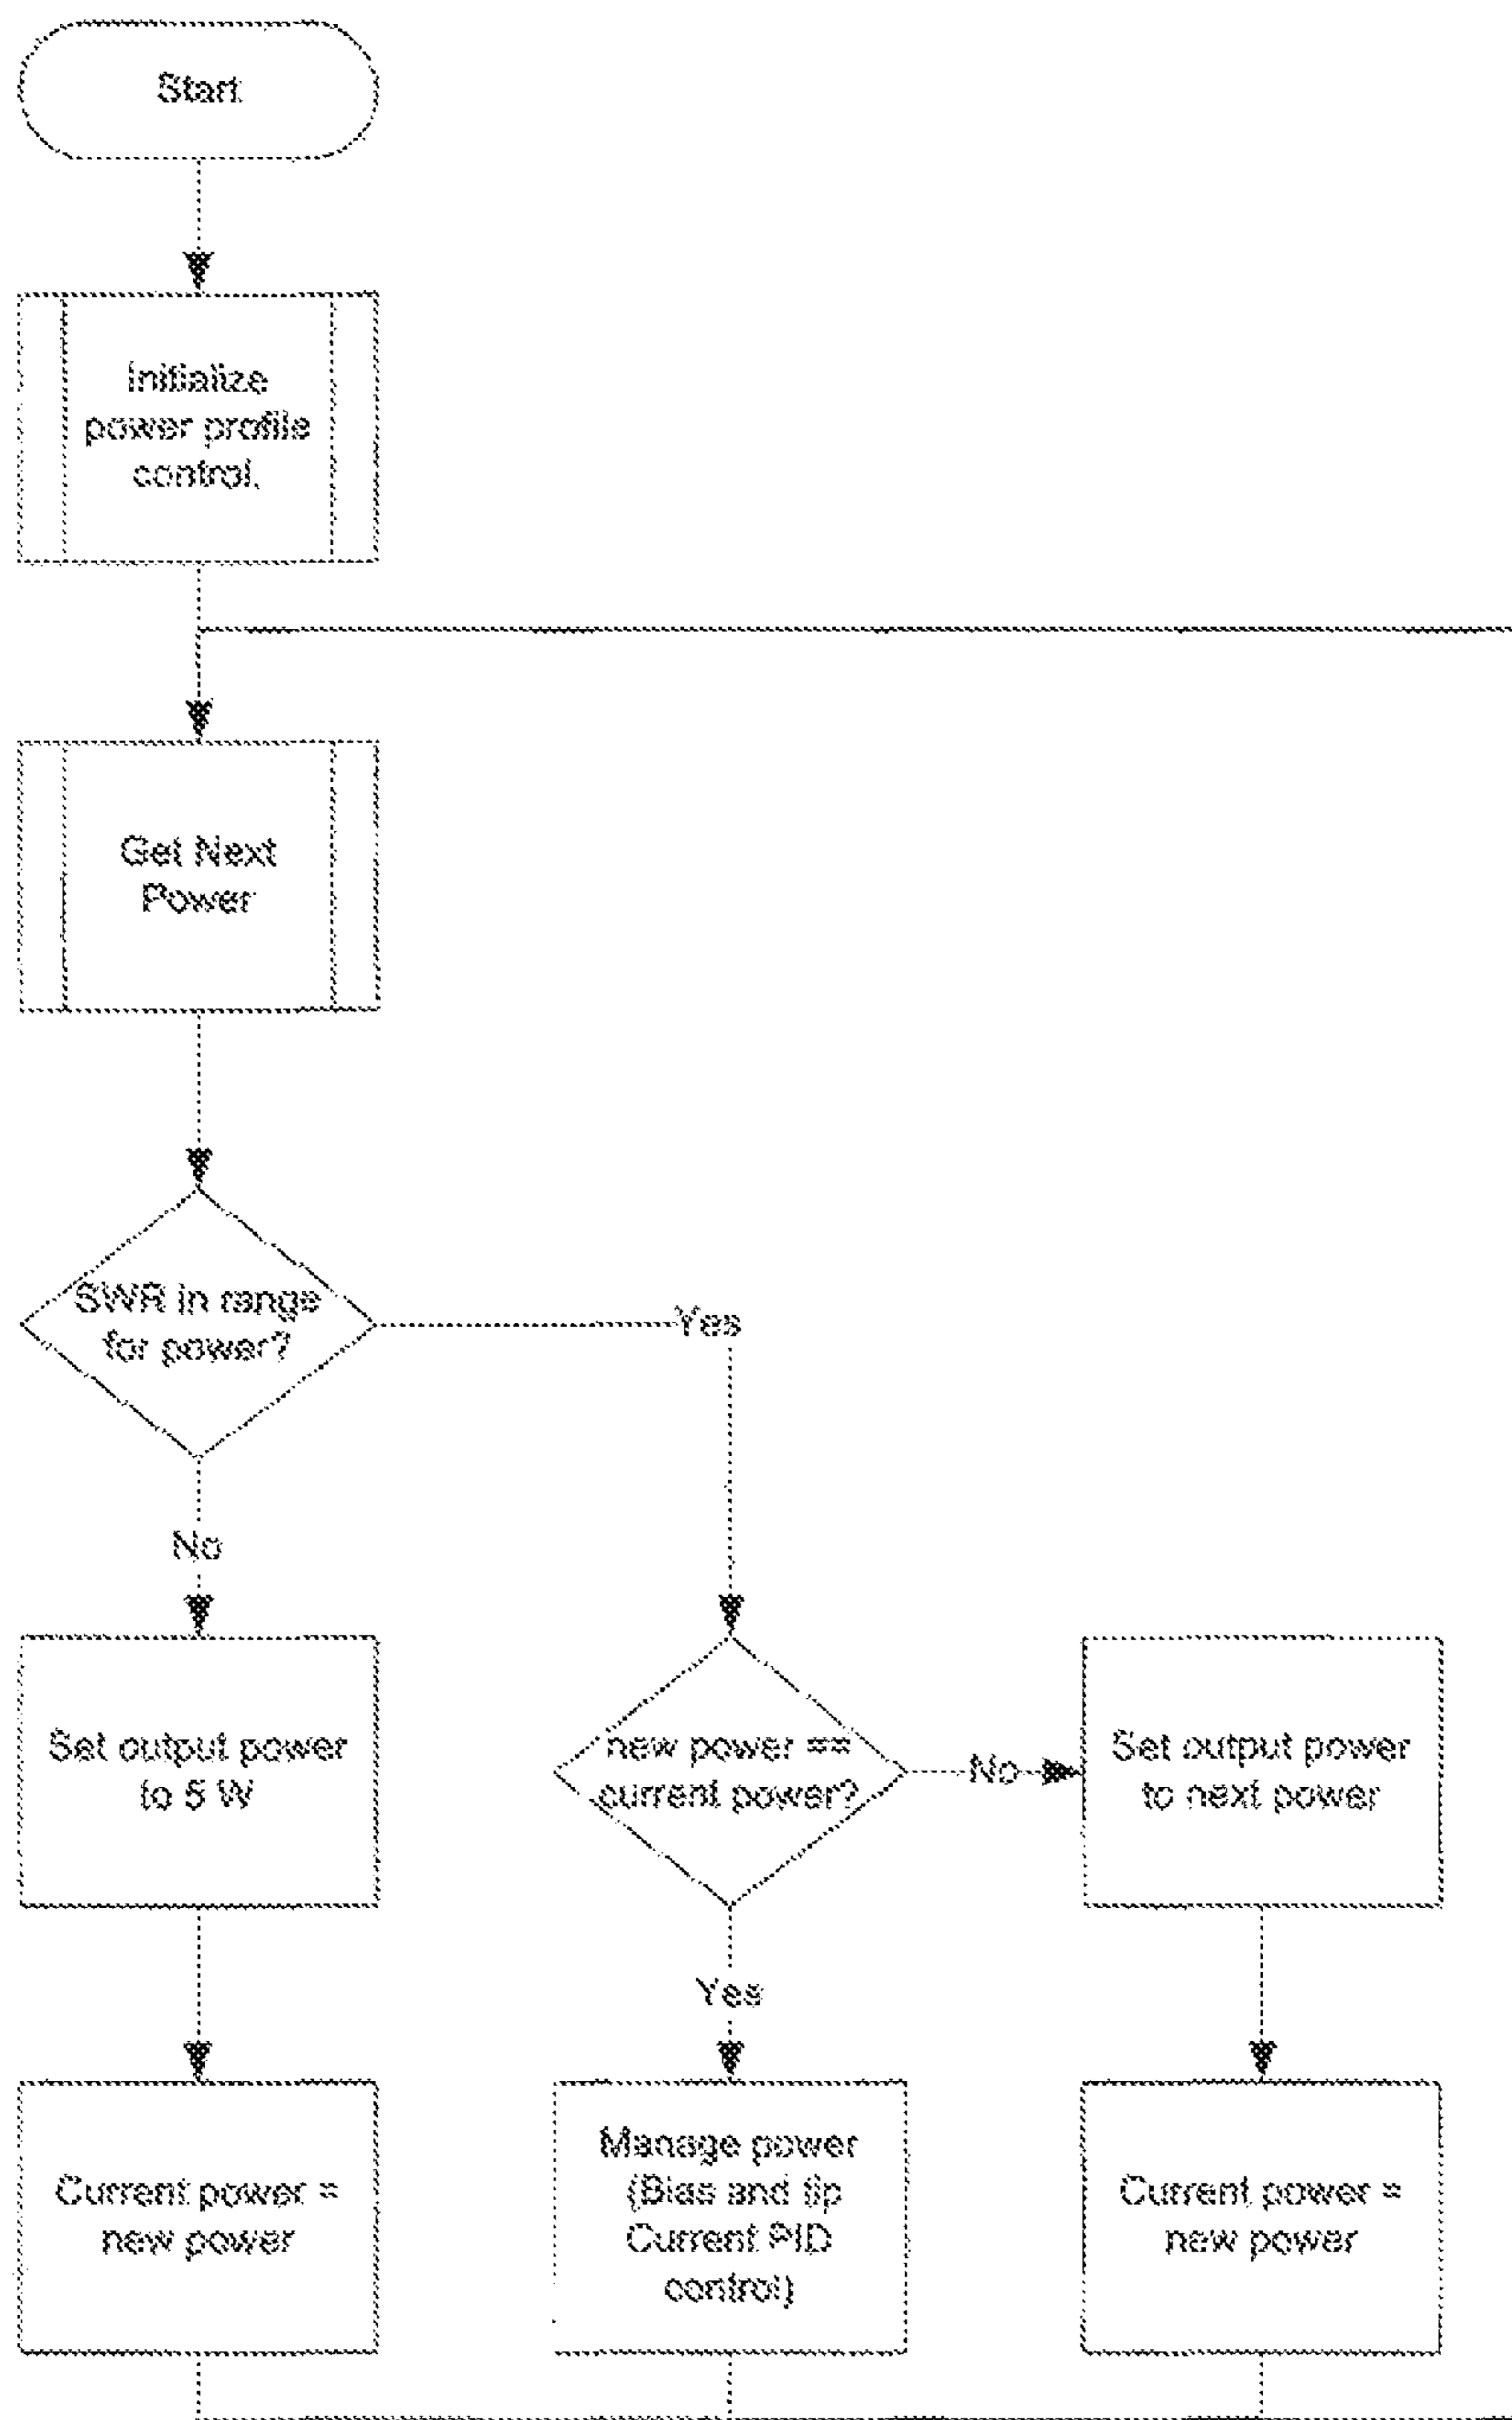 Start
Initialize
power profile
control.
Get Next
Power
SWR in range
for power?
Yes
No
Set output power
to 5 W
new power ==
current power?
No
Set output power
to next power
Yes
Current power =
new power
Manage power
(Bias and tip
Current PID
control)
Current power =
new power